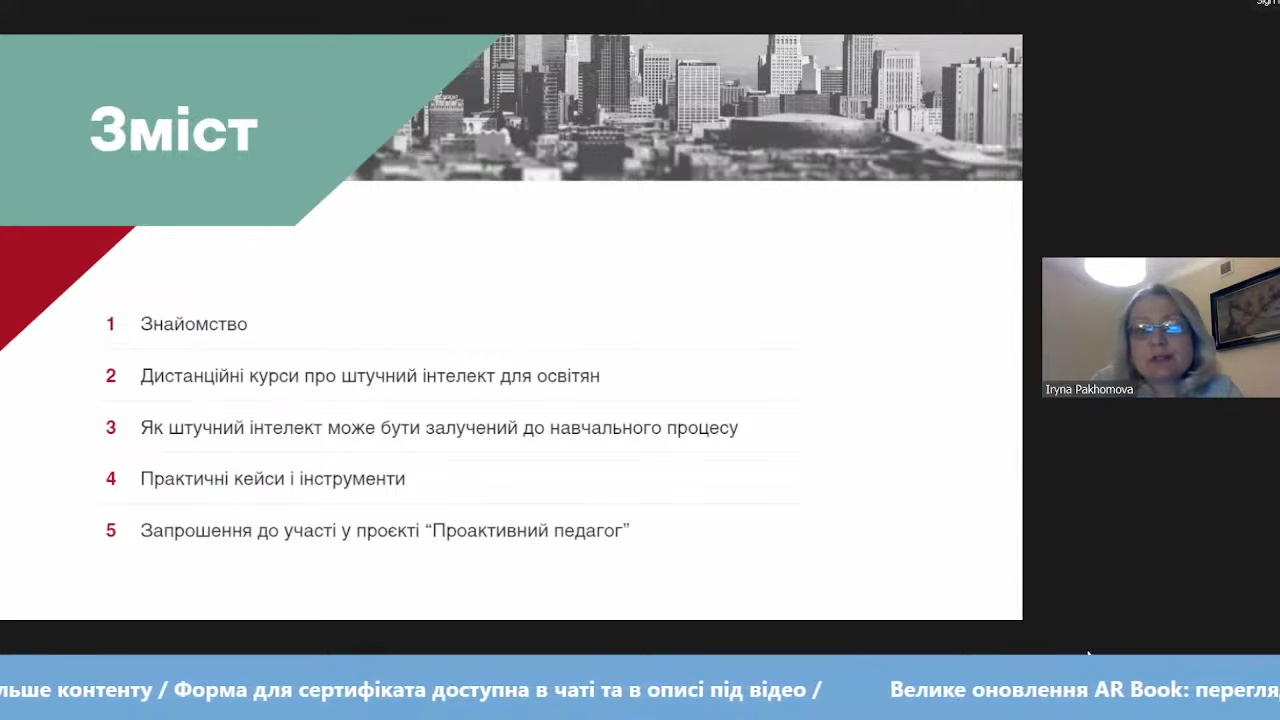 Зміст
1 Знайомство
2 Дистанційні курси про штучний інтелект для освітян
3 Як штучний інтелект може бути залучений до навчального процесу
4 Практичні кейси і інструменти
5 Запрошення до участі у проєкті “Проактивний педагог”
Iryna Pakhomova
контенту / Форма для сертифіката доступна в чаті та в описі під відео / Велике оновлення AR Book: